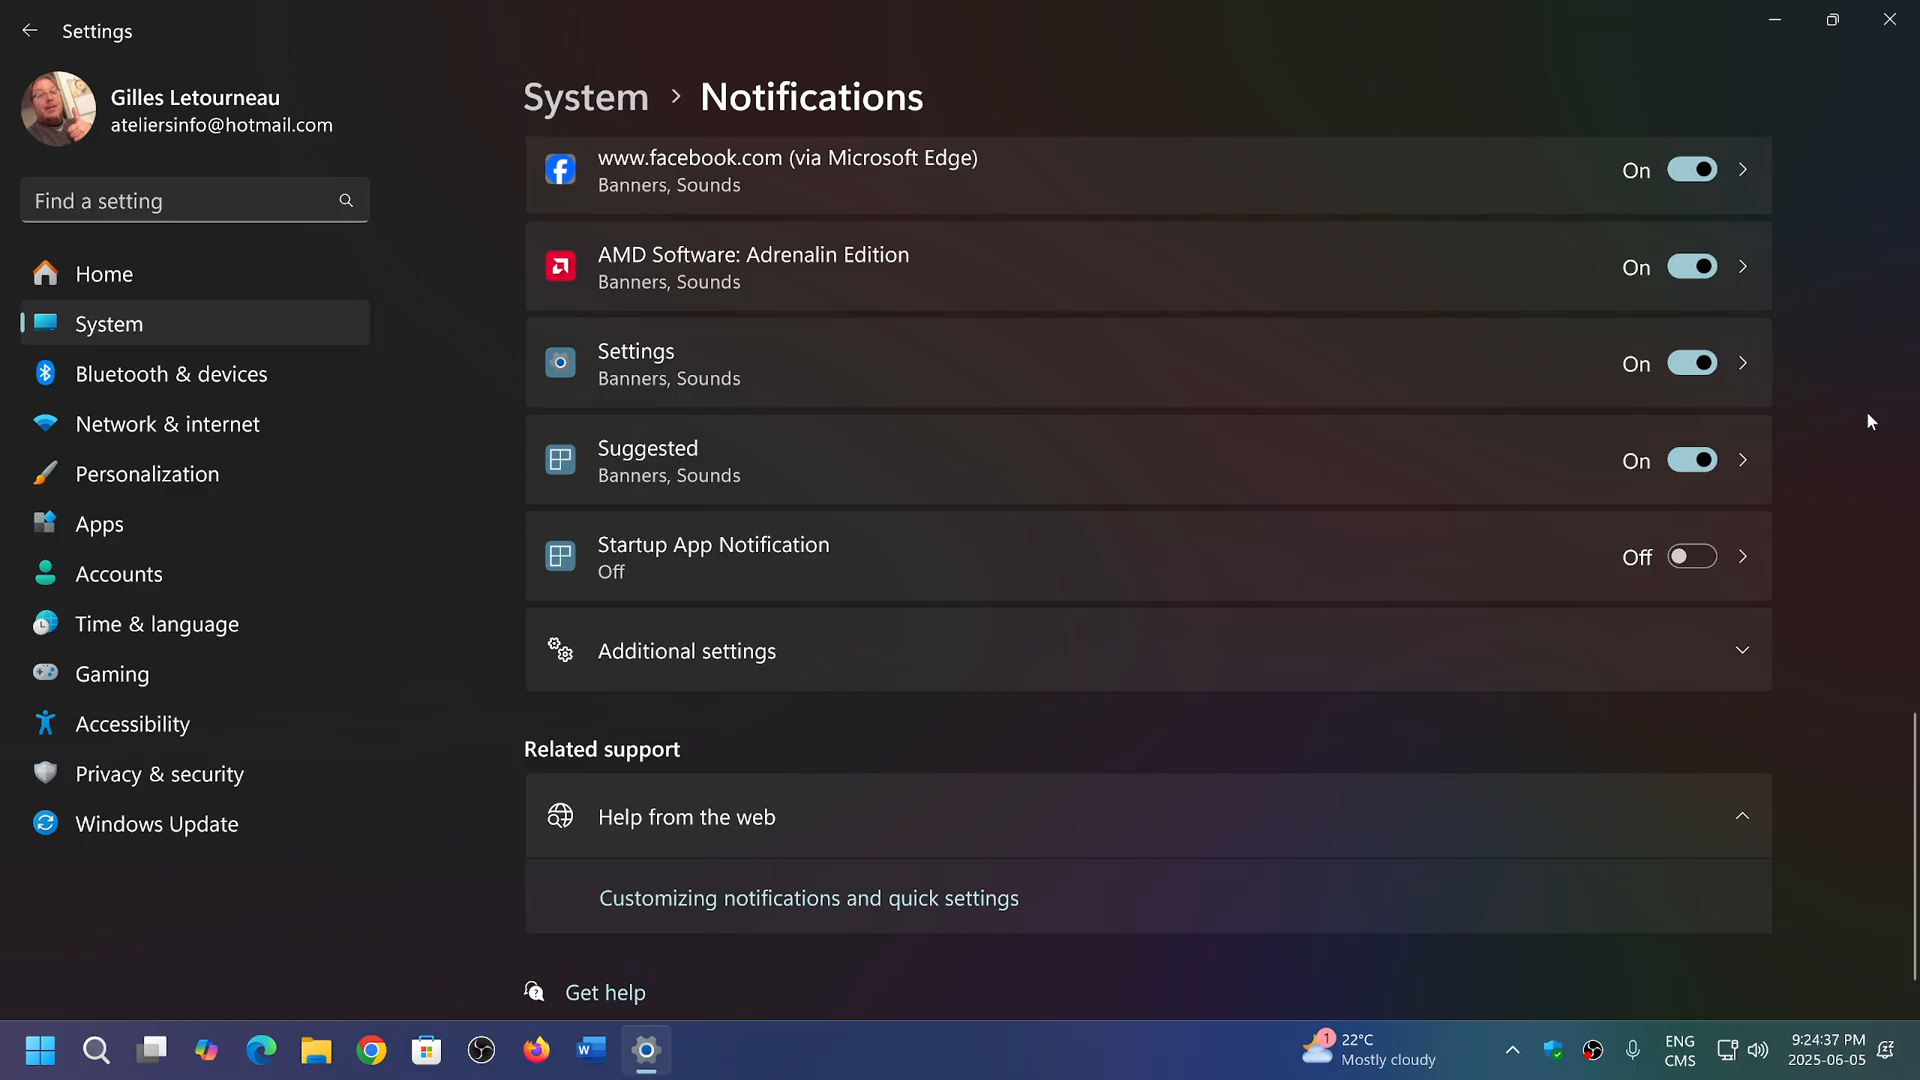 Settings
Gilles Letourneau
ateliersinfo@hotmail.com
Find a setting
Home
System
Bluetooth & devices
Network & internet
Personalization
Apps
Accounts
Time & language
Gaming
Accessibility
Privacy & security
Windows Update
System > Notifications
www.facebook.com (via Microsoft Edge)
Banners, Sounds
On
AMD Software: Adrenalin Edition
Banners, Sounds
On
Settings
Banners, Sounds
On
Suggested
Banners, Sounds
On
Startup App Notification
Off
Off
Additional settings
Related support
Help from the web
Customizing notifications and quick settings
Get help
1
22°C
Mostly cloudy
ENG
CMS
9:24:37 PM
2025-06-05